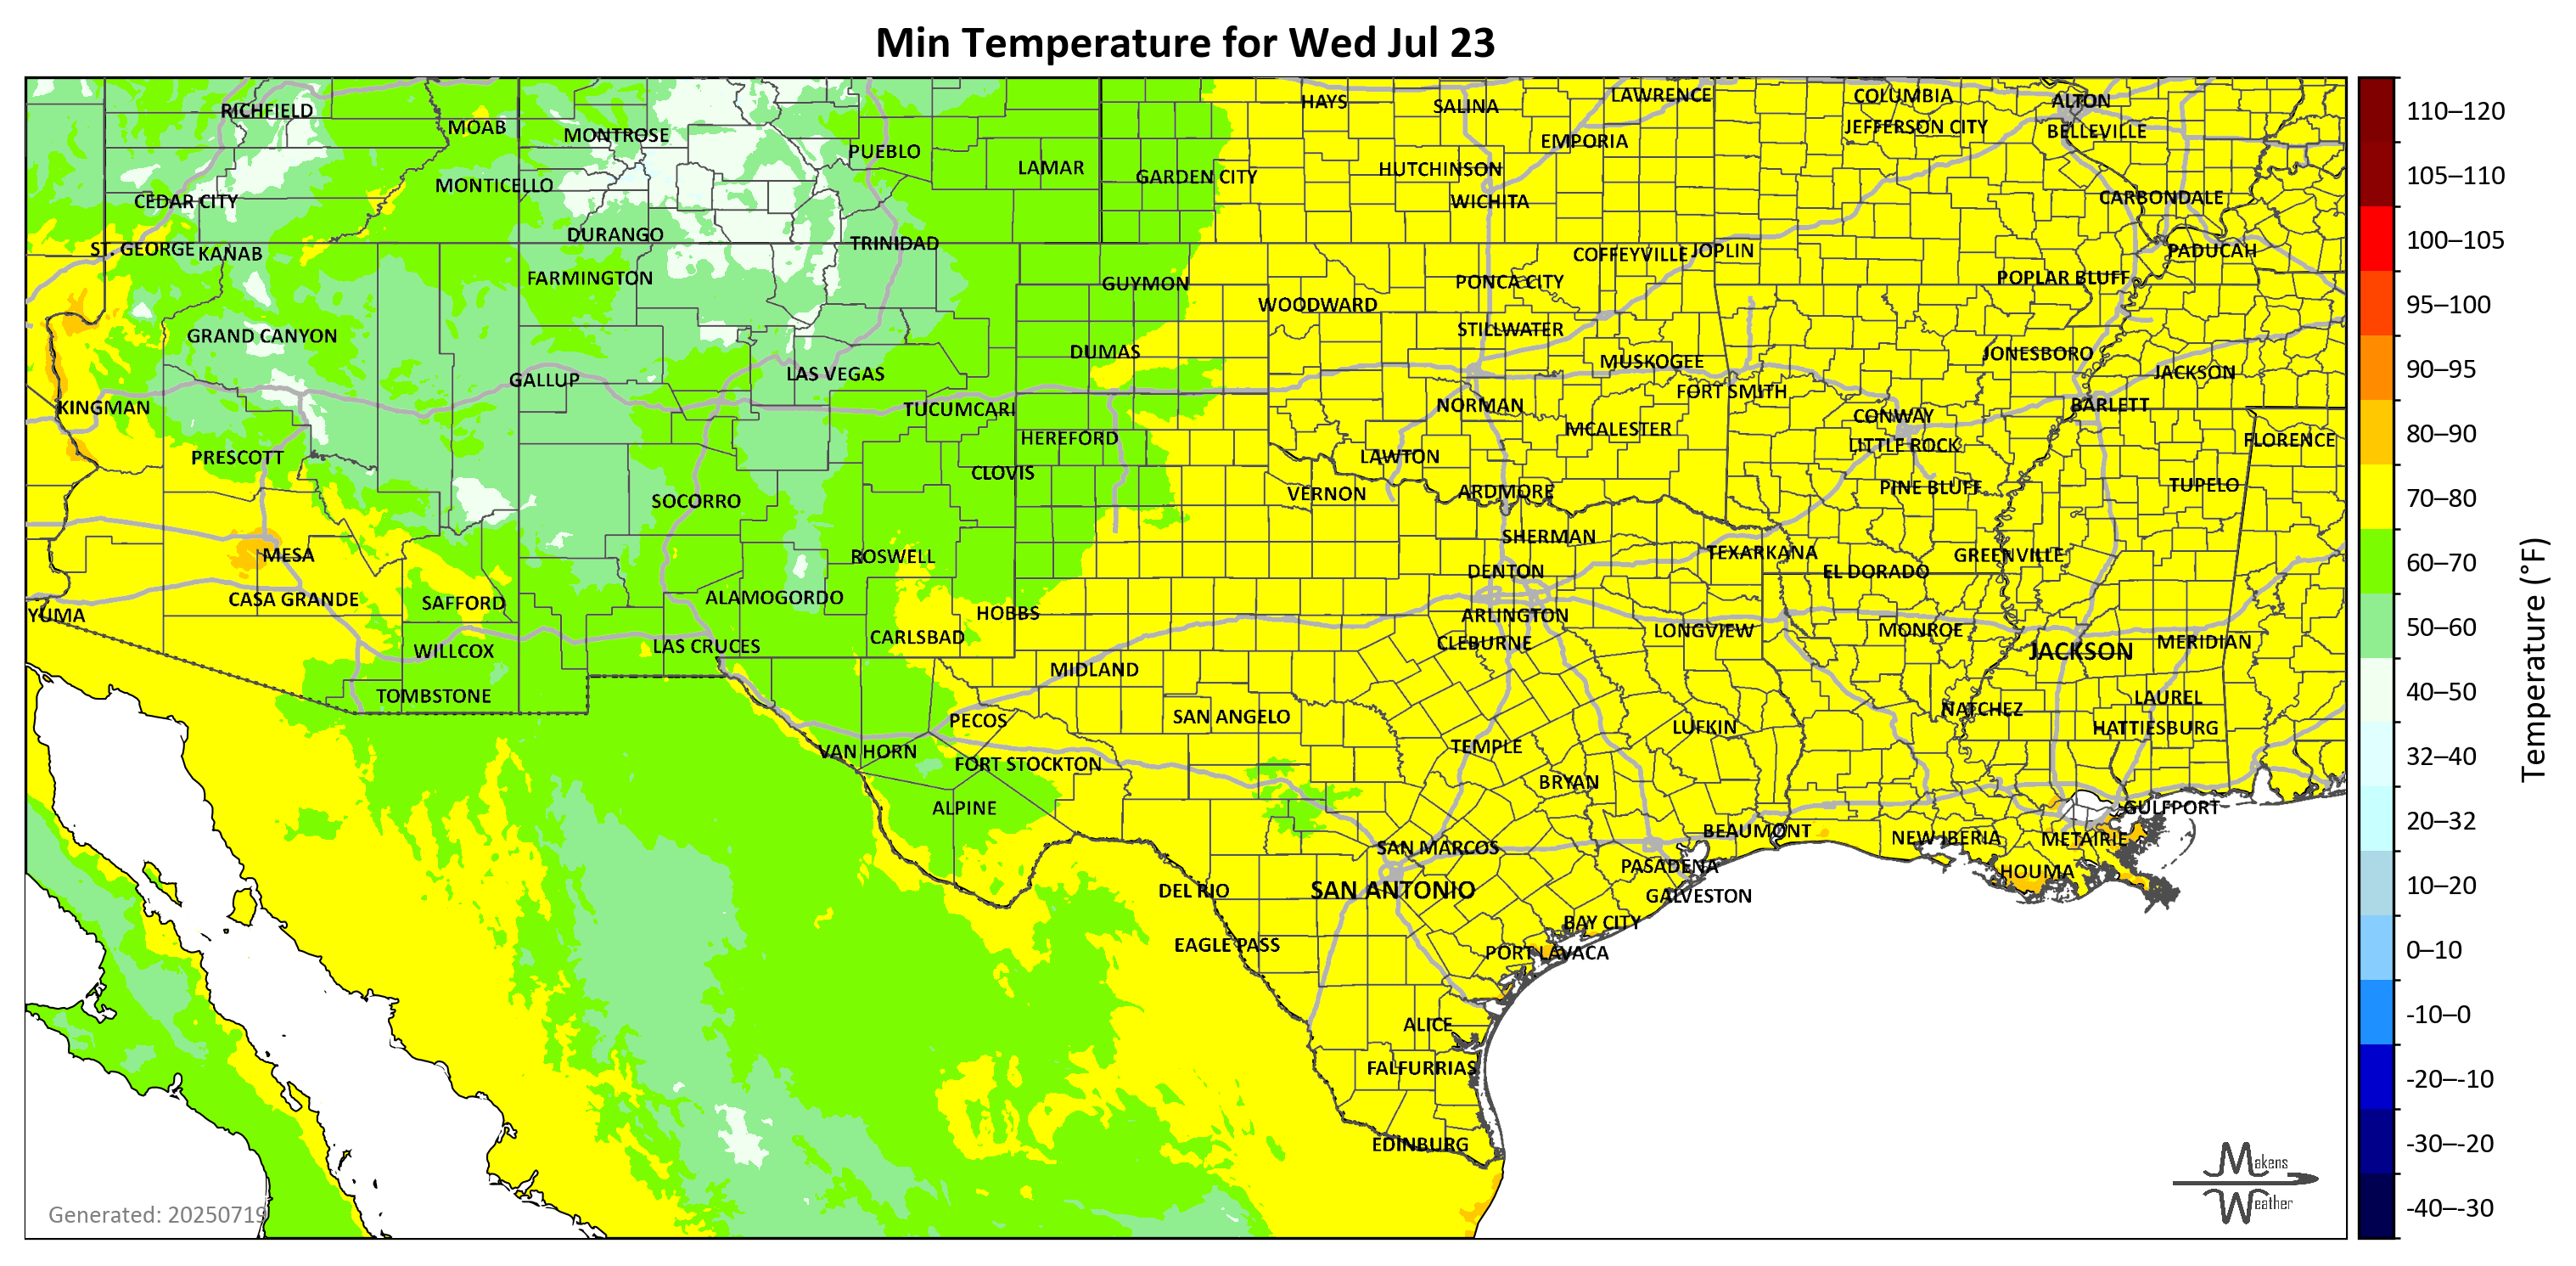 Min Temperature for Wed Jul 23
RICHFIELD
MOAB
MONTROSE
PUEBLO
LAMAR
GARDEN CITY
HAYS
SALINA
LAWRENCE
COLUMBIA
ALTON
EMPORIA
JEFFERSON CITY
BELLEVILLE
HUTCHINSON
MONTICELLO
CEDAR CITY
WICHITA
CARBONDALE
DURANGO
TRINIDAD
ST. GEORGE
KANAB
COFFEYVILLE
JOPLIN
PADUCAH
FARMINGTON
GUYMON
PONCA CITY
POPLAR BLUFF
WOODWARD
GRAND CANYON
STILLWATER
DUMAS
MUSKOGEE
JONESBORO
GALLUP
LAS VEGAS
FORT SMITH
JACKSON
KINGMAN
TUCUMCARI
NORMAN
CONWAY
BARLETT
HEREFORD
MCALESTER
LITTLE ROCK
FLORENCE
PRESCOTT
CLOVIS
LAWTON
SOCORRO
VERNON
ARDMORE
PINE BLUFF
TUPELO
MESA
ROSWELL
SHERMAN
TEXARKANA
GREENVILLE
DENTON
EL DORADO
CASA GRANDE
SAFFORD
ALAMOGORDO
YUMA
HOBBS
ARLINGTON
WILLCOX
LAS CRUCES
CARLSBAD
CLEBURNE
LONGVIEW
MONROE
JACKSON
MERIDIAN
MIDLAND
TOMBSTONE
PECOS
SAN ANGELO
LUFKIN
NATCHEZ
LAUREL
HATTIESBURG
VAN HORN
FORT STOCKTON
TEMPLE
BRYAN
ALPINE
GULFPORT
BEAUMONT
NEW IBERIA
METAIRIE
SAN MARCOS
PASADENA
HOUMA
DEL RIO
SAN ANTONIO
GALVESTON
BAY CITY
EAGLE PASS
PORT LAVACA
ALICE
FALFURRIAS
EDINBURG
Generated: 20250719
Makens
Weather
110–120
105–110
100–105
95–100
90–95
80–90
70–80
60–70
50–60
40–50
32–40
20–32
10–20
0–10
-10–0
-20–-10
-30–-20
-40–-30
Temperature (°F)